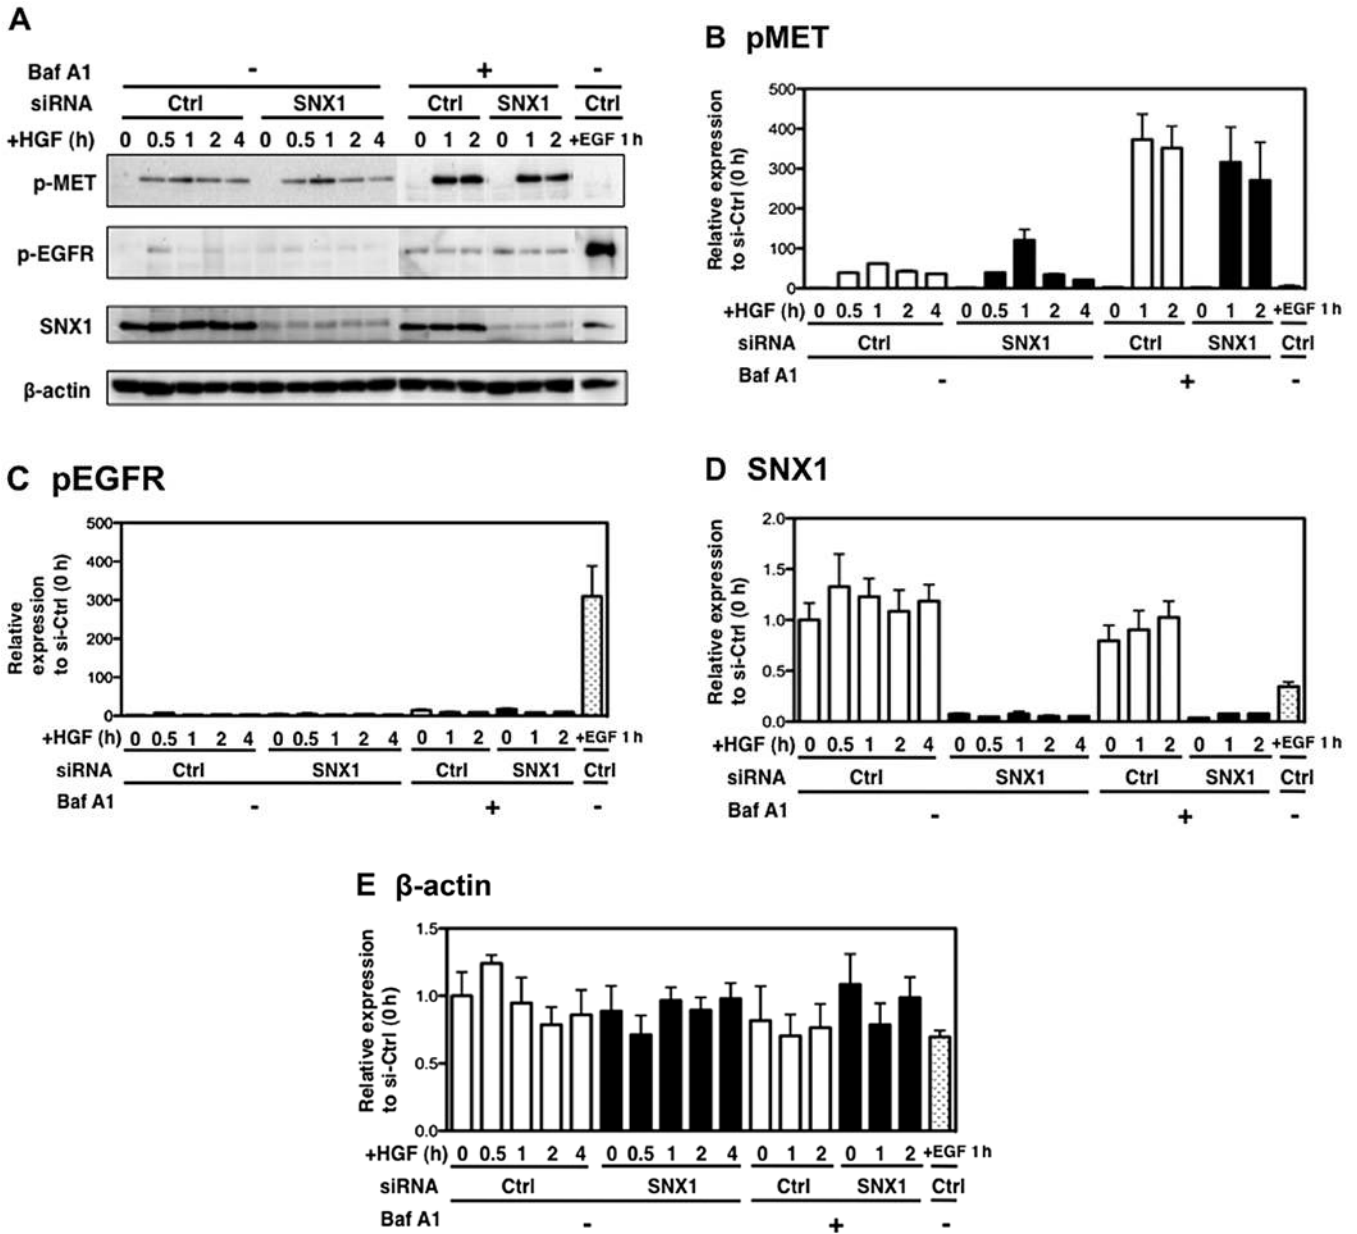 A
Baf A1 - + -
siRNA Ctrl SNX1 Ctrl SNX1 Ctrl
+HGF (h) 0 0.5 1 2 4 0 0.5 1 2 4 0 1 2 0 1 2 +EGF 1 h
p-MET
p-EGFR
SNX1
β-actin
B pMET
Relative expression
to si-Ctrl (0 h)
500
400
300
200
100
0
+HGF (h) 0 0.5 1 2 4 0 0.5 1 2 4 0 1 2 0 1 2 +EGF 1 h
siRNA Ctrl SNX1 Ctrl SNX1 Ctrl
Baf A1 - + -
C pEGFR
Relative
expression
to si-Ctrl (0 h)
500
400
300
200
100
0
+HGF (h) 0 0.5 1 2 4 0 0.5 1 2 4 0 1 2 0 1 2 +EGF 1 h
siRNA Ctrl SNX1 Ctrl SNX1 Ctrl
Baf A1 - + -
D SNX1
Relative expression
to si-Ctrl (0 h)
2.0
1.5
1.0
0.5
0.0
+HGF (h) 0 0.5 1 2 4 0 0.5 1 2 4 0 1 2 0 1 2 +EGF 1 h
siRNA Ctrl SNX1 Ctrl SNX1 Ctrl
Baf A1 - + -
E β-actin
Relative expression
to si-Ctrl (0 h)
1.5
1.0
0.5
0.0
+HGF (h) 0 0.5 1 2 4 0 0.5 1 2 4 0 1 2 0 1 2 +EGF 1 h
siRNA Ctrl SNX1 Ctrl SNX1 Ctrl
Baf A1 - + -